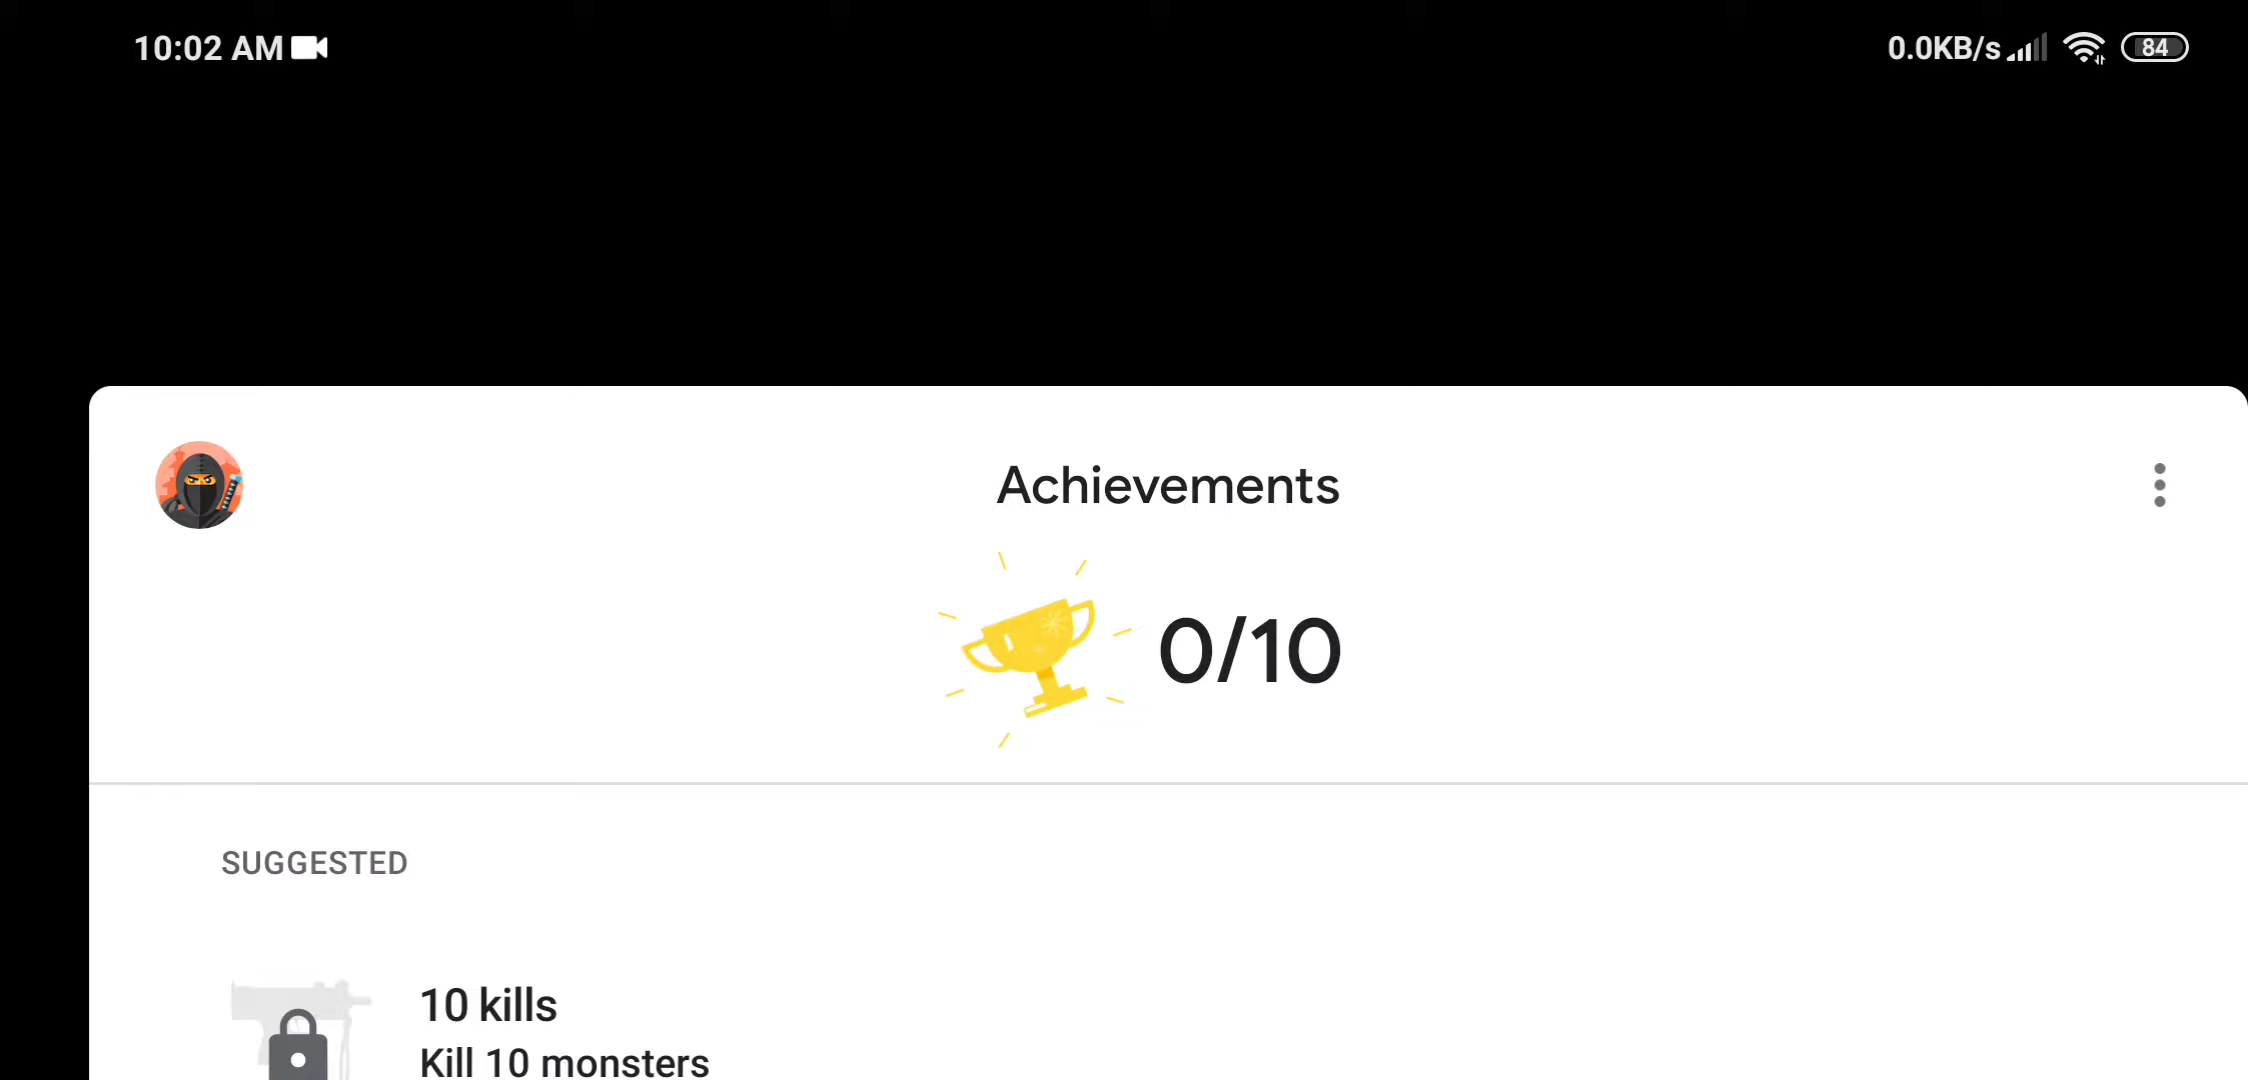 10:02 AM
0.0KB/s
84
Achievements
0/10
SUGGESTED
10 kills
Kill 10 monsters